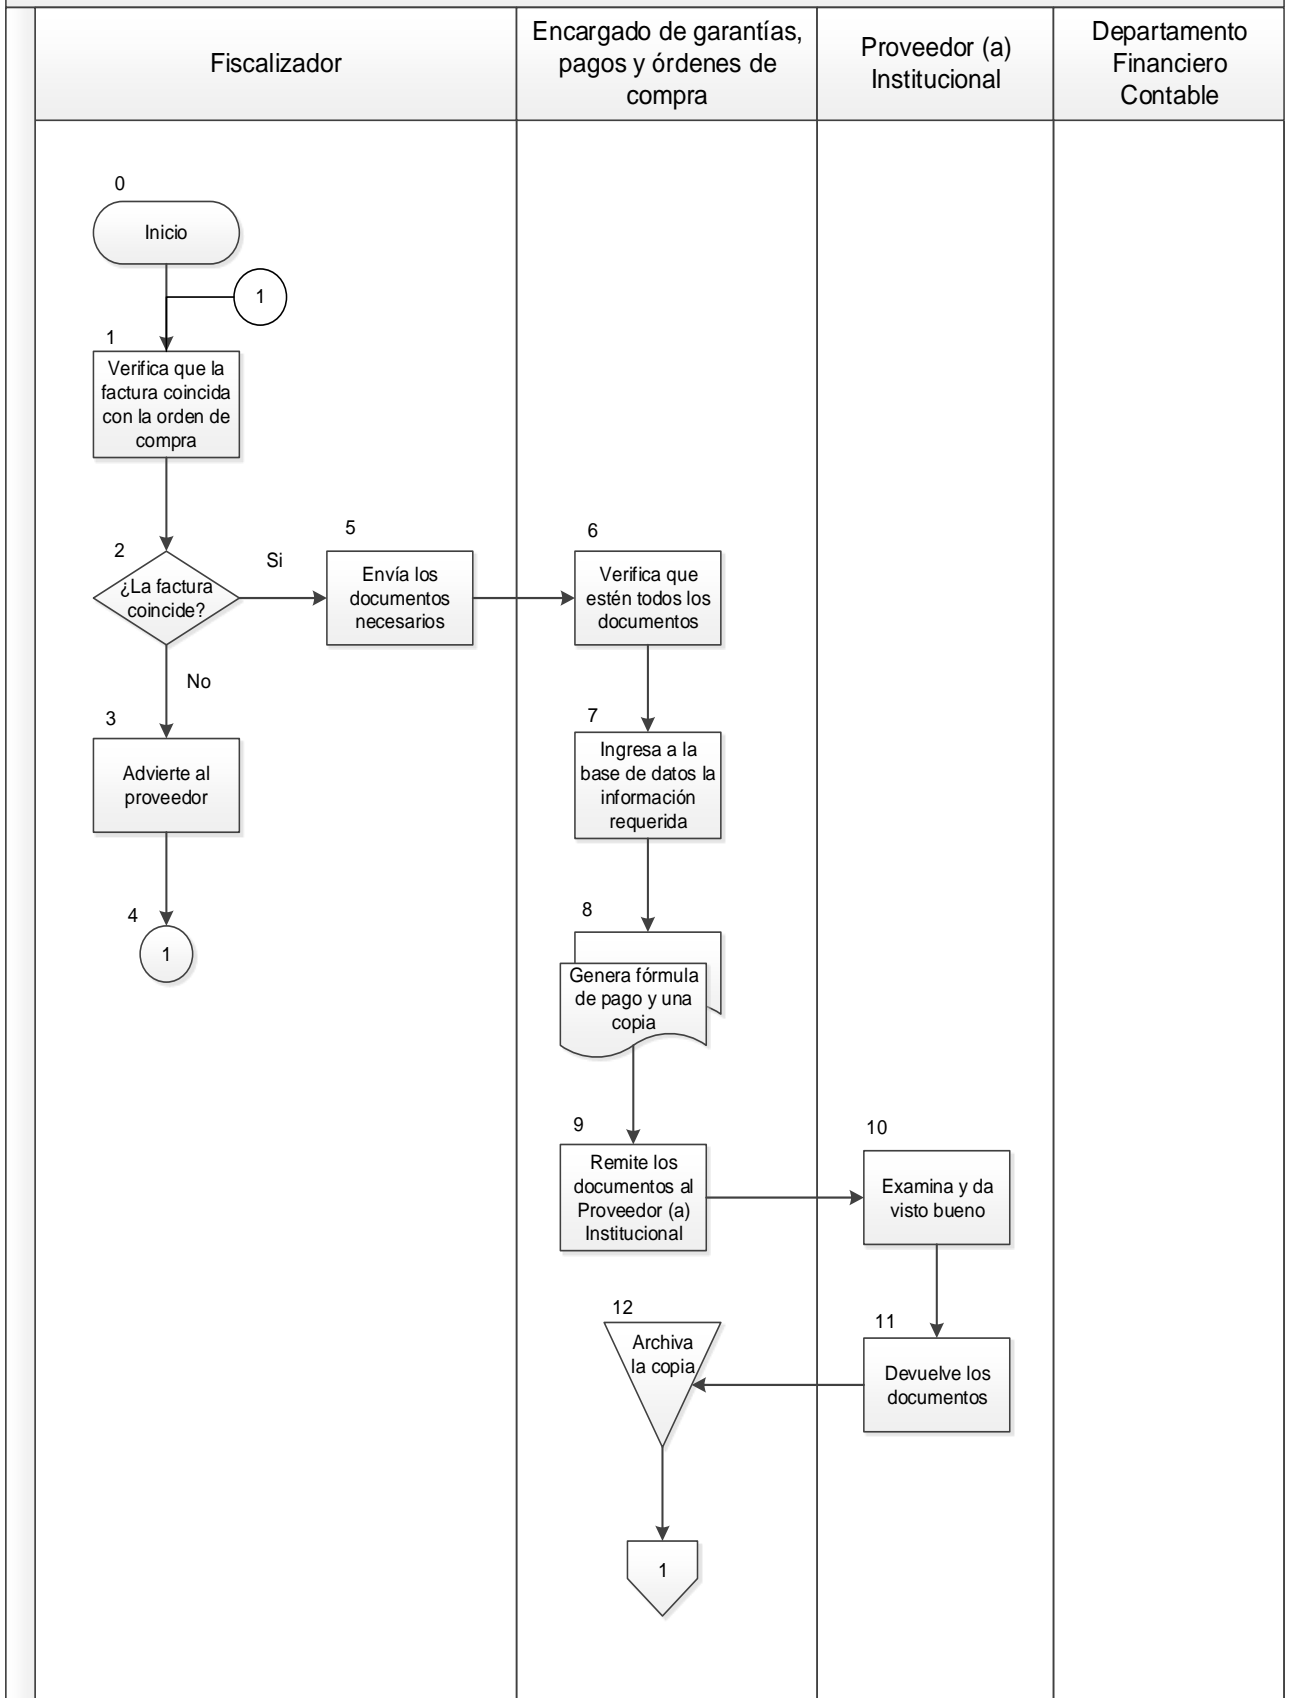 Fiscalizador
Encargado de garantías,
pagos y órdenes de
compra
Proveedor (a)
Institucional
Departamento
Financiero
Contable
0
Inicio
1
1
Verifica que la
factura coincida
con la orden de
compra
2
¿La factura
coincide?
Si
No
3
Advierte al
proveedor
4
1
5
Envía los
documentos
necesarios
6
Verifica que
estén todos los
documentos
7
Ingresa a la
base de datos la
información
requerida
8
Genera fórmula
de pago y una
copia
9
Remite los
documentos al
Proveedor (a)
Institucional
10
Examina y da
visto bueno
11
Devuelve los
documentos
12
Archiva
la copia
1